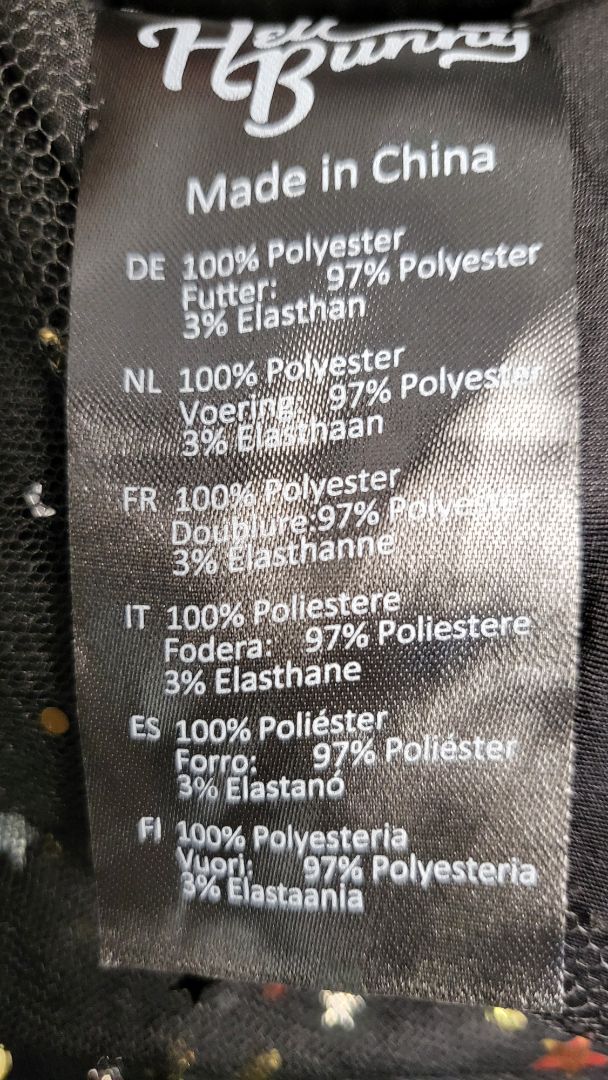 Hell
Bunny
Made in China
DE 100% Polyester
Futter: 97% Polyester
3% Elasthan
NL 100% Polyester
Voering: 97% Polyester
3% Elasthaan
FR 100% Polyester
Doublure:97% Polyester
3% Elasthanne
IT 100% Poliestere
Fodera: 97% Poliestere
3% Elasthane
ES 100% Poliéster
Forro: 97% Poliéster
3% Elastanó
FI 100% Polyesteria
Vuori: 97% Polyesteria
3% Elastaania